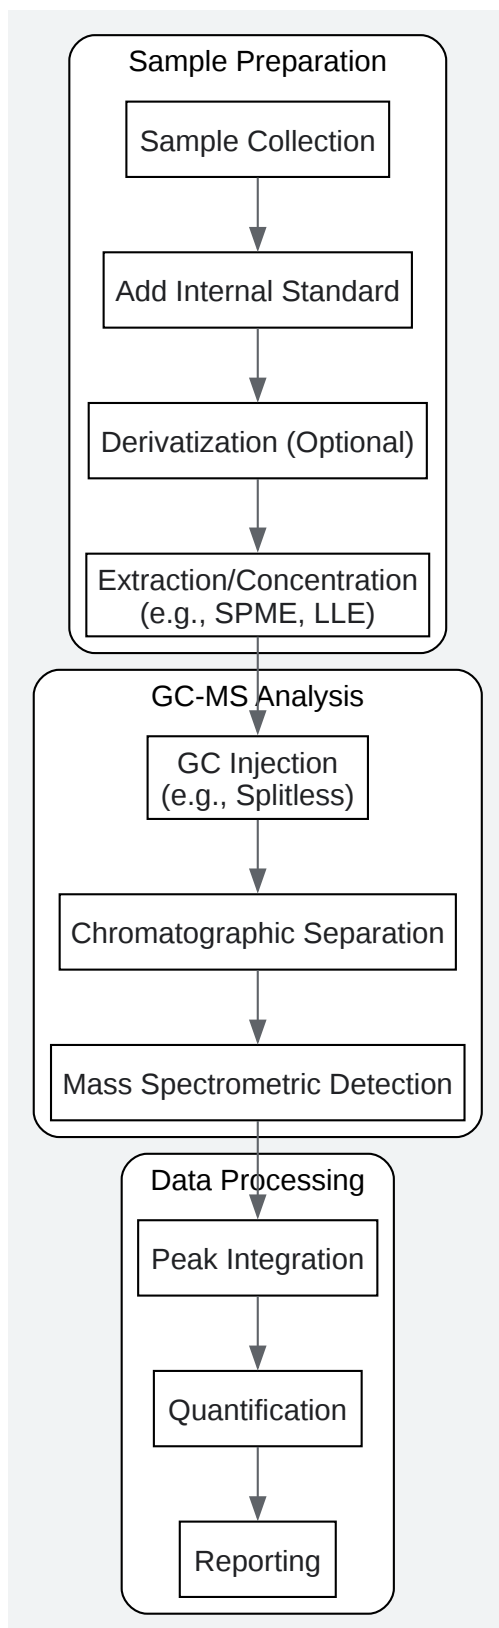 Sample Preparation
Sample Collection
Add Internal Standard
Derivatization (Optional)
Extraction/Concentration
(e.g., SPME, LLE)
GC-MS Analysis
GC Injection
(e.g., Splitless)
Chromatographic Separation
Mass Spectrometric Detection
Data Processing
Peak Integration
Quantification
Reporting